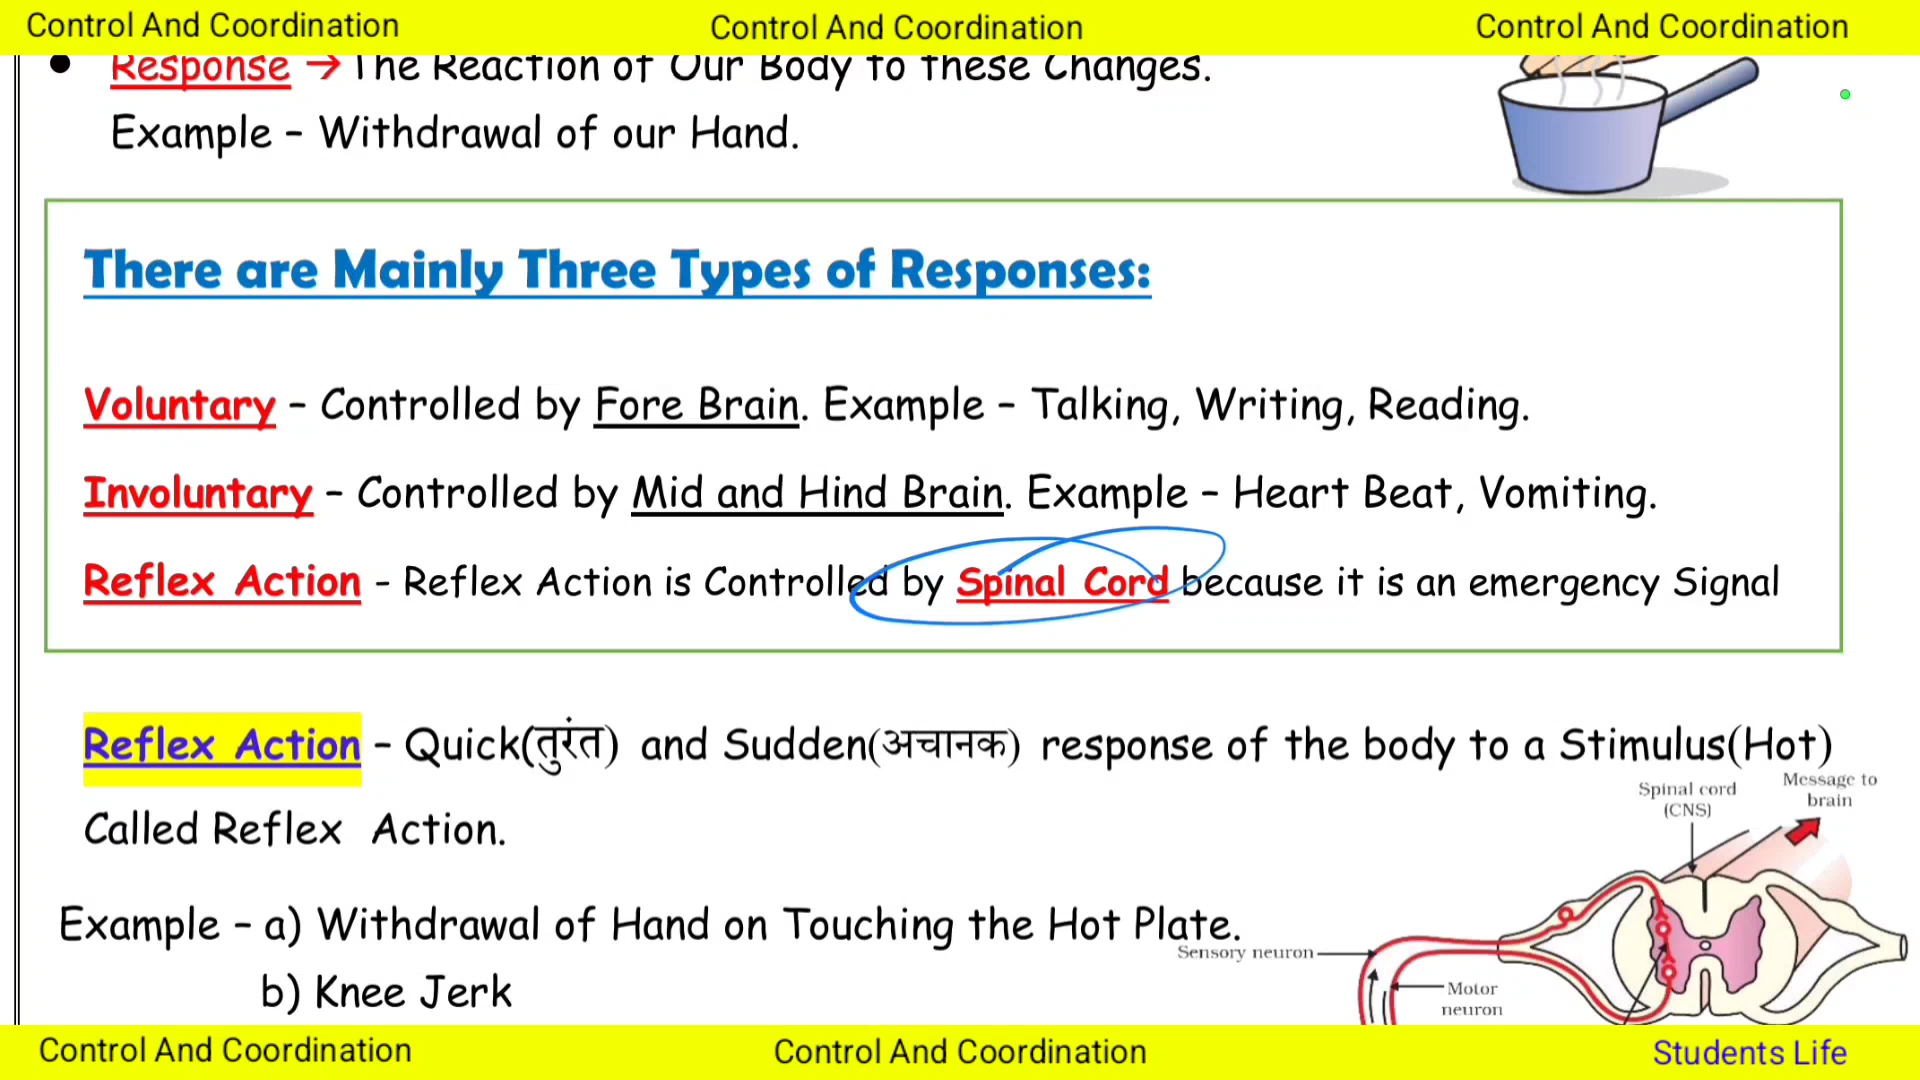 Control And Coordination Control And Coordination Control And Coordination
Response → The Reaction of Our Body to these Changes.
Example – Withdrawal of our Hand.
There are Mainly Three Types of Responses:
Voluntary – Controlled by Fore Brain. Example – Talking, Writing, Reading.
Involuntary – Controlled by Mid and Hind Brain. Example – Heart Beat, Vomiting.
Reflex Action - Reflex Action is Controlled by Spinal Cord because it is an emergency Signal
Reflex Action – Quick(तुरंत) and Sudden(अचानक) response of the body to a Stimulus(Hot)
Called Reflex Action.
Spinal cord
(CNS)
Message to
brain
Example – a) Withdrawal of Hand on Touching the Hot Plate.
Sensory neuron
b) Knee Jerk
Motor
neuron
Control And Coordination Control And Coordination Students Life